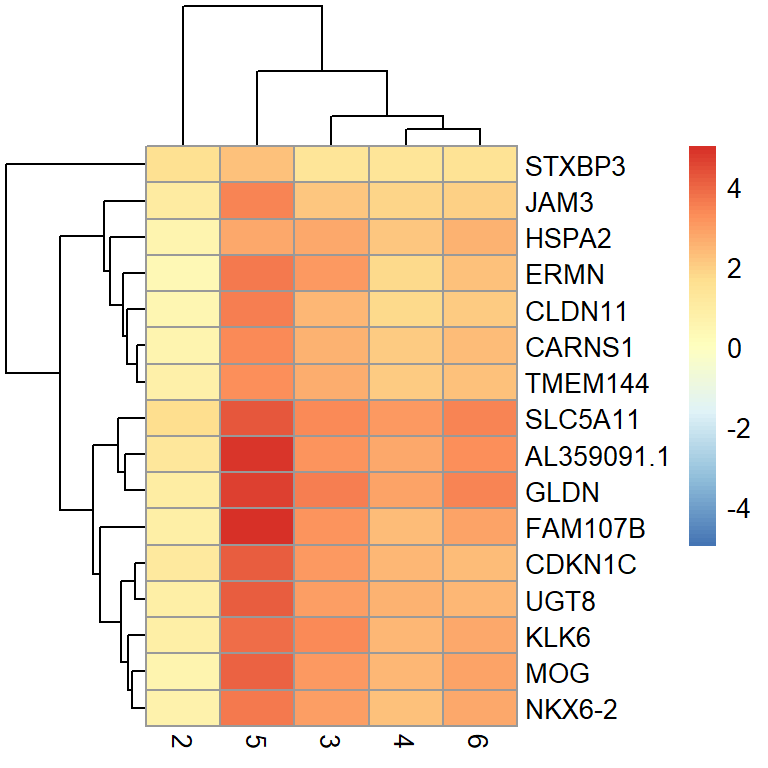 STXBP3
JAM3
HSPA2
ERMN
CLDN11
CARNS1
TMEM144
SLC5A11
AL359091.1
GLDN
FAM107B
CDKN1C
UGT8
KLK6
MOG
NKX6-2
4
2
0
-2
-4
2 5 3 4 6